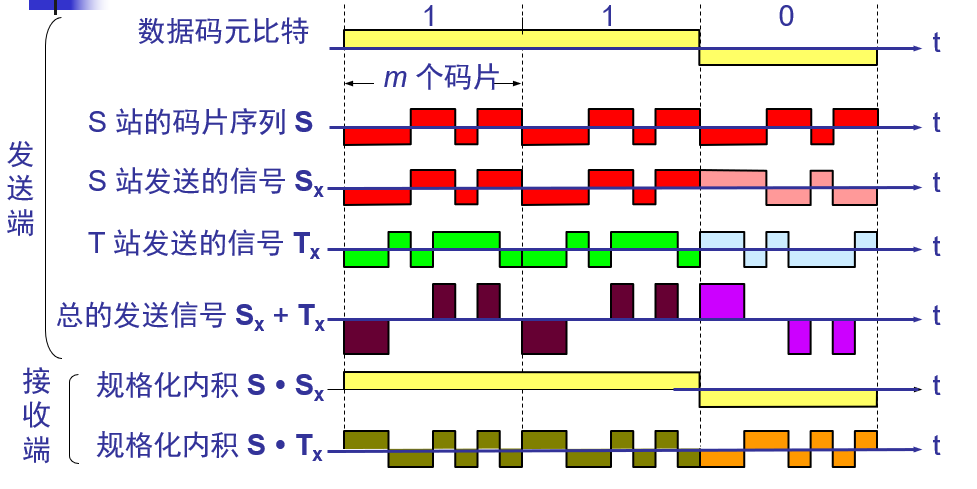 1 1 0
数据码元比特 t
m 个码片
发送端
S 站的码片序列 S t
S 站发送的信号 Sx t
T 站发送的信号 Tx t
总的发送信号 Sx + Tx t
接收端
规格化内积 S • Sx t
规格化内积 S • Tx t